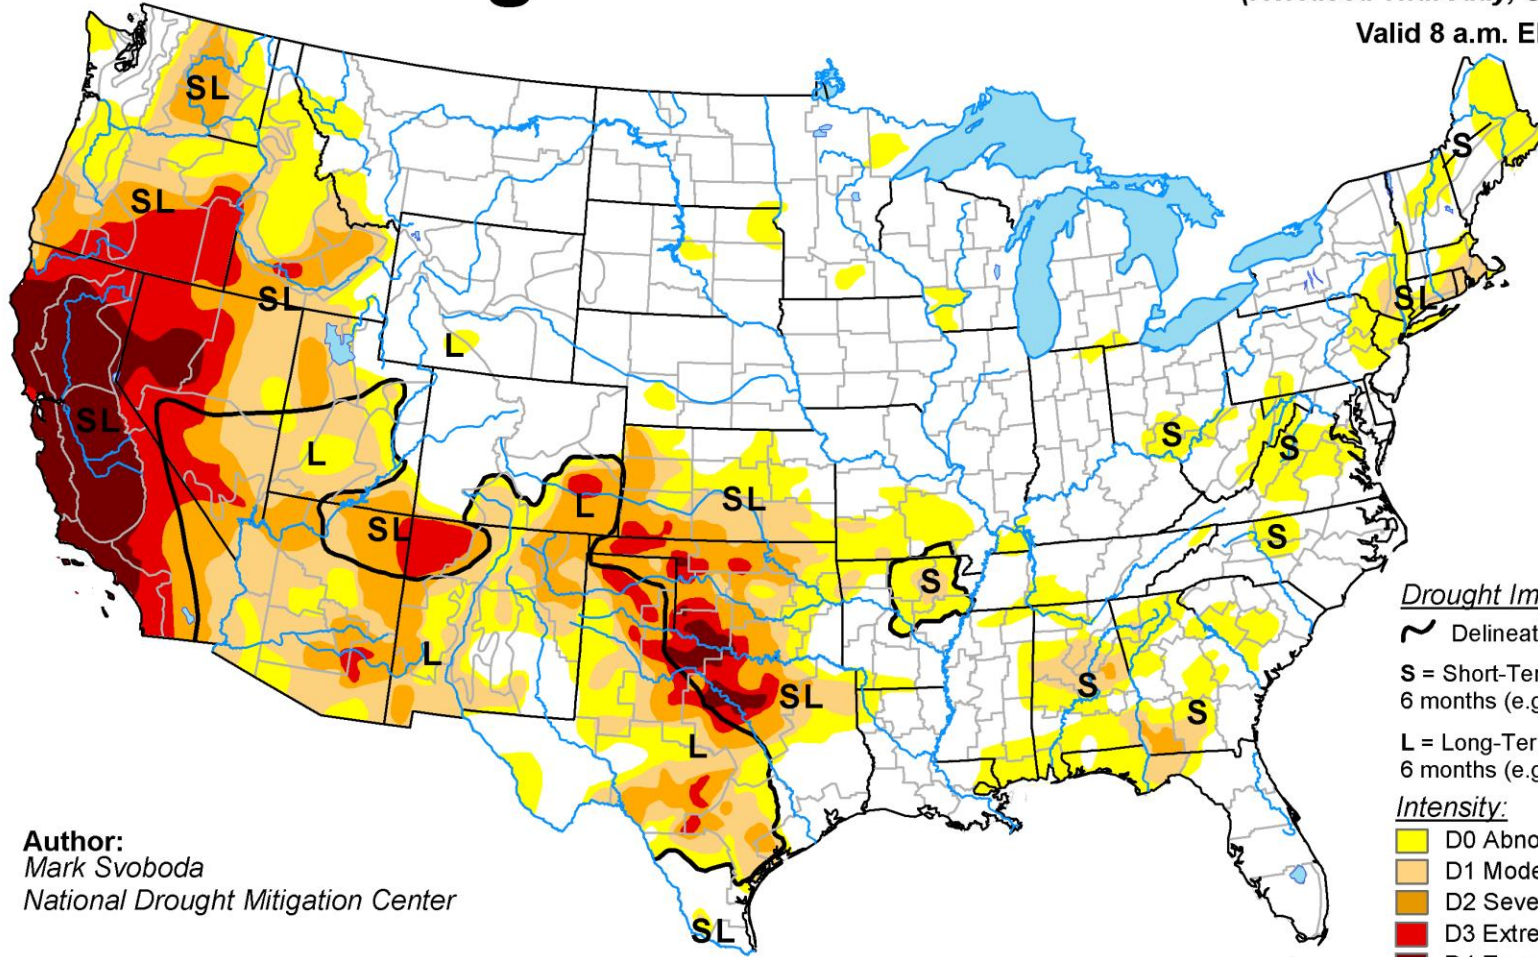 Valid 8 a.m.
SL
S
SL
SL
SL
L
SL
S
S
L
SL
L
SL
S
S
L
SL
S
S
L
SL
Drought
Delineat
S = Short-Ter
6 months (e.g
L = Long-Ter
6 months (e.g
Intensity:
D0 Abno
D1 Mode
D2 Seve
D3 Extre
Author:
Mark Svoboda
National Drought Mitigation Center